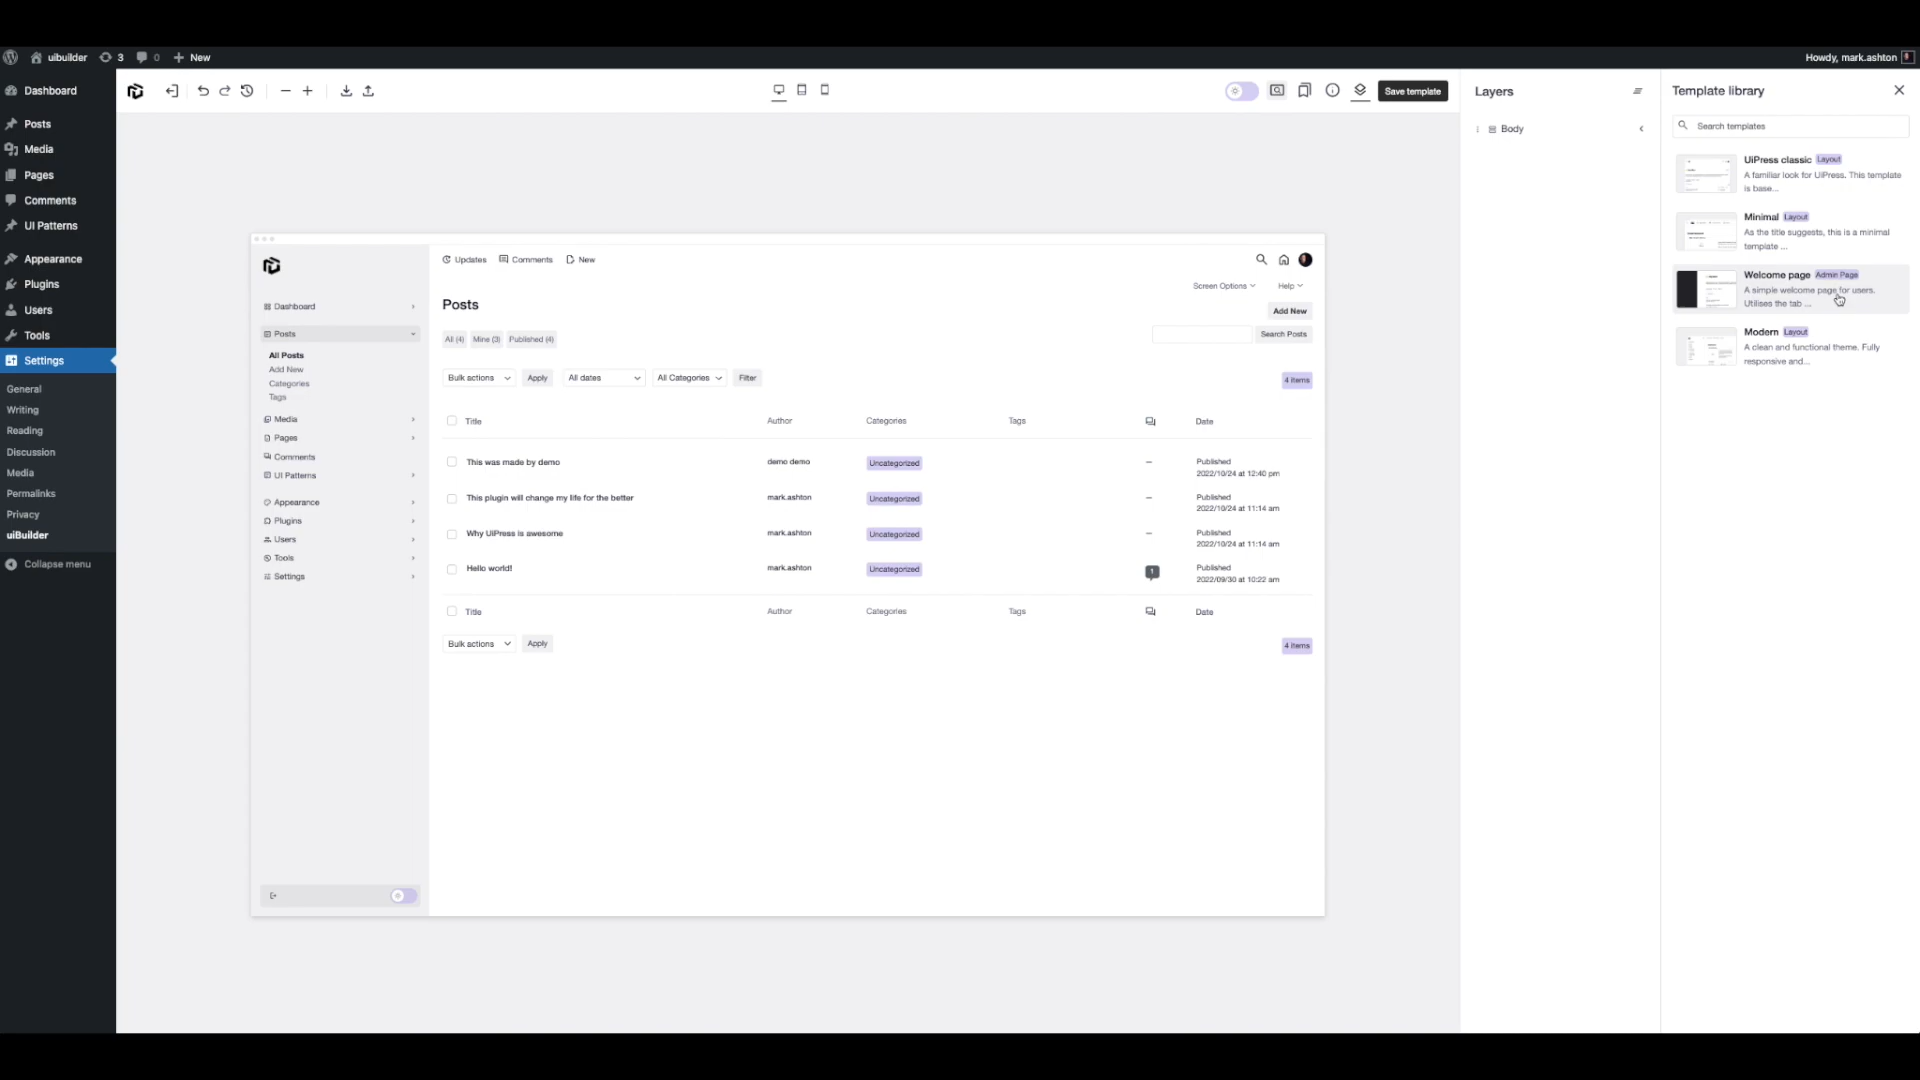 uibuilder 3 0 New
Howdy, mark.ashton
Dashboard
Posts
Media
Pages
Comments
UI Patterns
Appearance
Plugins
Users
Tools
Settings
General
Writing
Reading
Discussion
Media
Permalinks
Privacy
uiBuilder
Collapse menu
Save template
Updates Comments New
Screen Options Help
Dashboard
Posts
All Posts
Add New
Categories
Tags
Media
Pages
Comments
UI Patterns
Appearance
Plugins
Users
Tools
Settings
Posts
Add New
All (4) Mine (3) Published (4)
Search Posts
Bulk actions Apply All dates All Categories Filter
4 items
Title Author Categories Tags Date
This was made by demo demo demo Uncategorized — Published
2022/10/24 at 12:40 pm
This plugin will change my life for the better mark.ashton Uncategorized — Published
2022/10/24 at 11:14 am
Why UiPress is awesome mark.ashton Uncategorized — Published
2022/10/24 at 11:14 am
Hello world! mark.ashton Uncategorized 1 Published
2022/09/30 at 10:22 am
Title Author Categories Tags Date
Bulk actions Apply
4 items
Layers
Body
Template library
Search templates
UiPress classic Layout
A familiar look for UiPress. This template
is base...
Minimal Layout
As the title suggests, this is a minimal
template ...
Welcome page Admin Page
A simple welcome page for users.
Utilises the tab ...
Modern Layout
A clean and functional theme. Fully
responsive and...